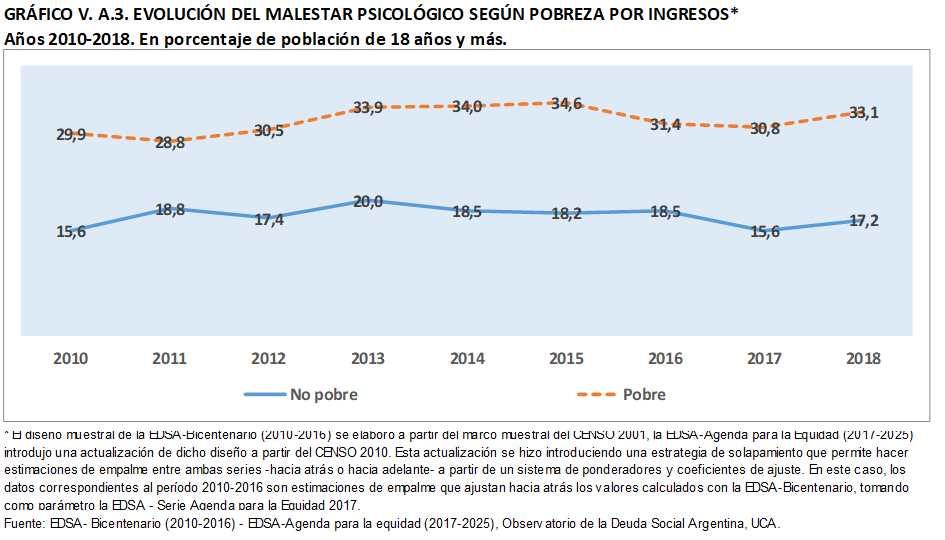 GRÁFICO V. A.3. EVOLUCIÓN DEL MALESTAR PSICOLÓGICO SEGÚN POBREZA POR INGRESOS*
Años 2010-2018. En porcentaje de población de 18 años y más.
33,9 34,0 34,6 33,1
29,9 28,8 30,5 31,4 30,8
15,6 18,8 17,4 20,0 18,5 18,2 18,5 15,6 17,2
2010 2011 2012 2013 2014 2015 2016 2017 2018
No pobre Pobre
* El diseño muestral de la EDSA-Bicentenario (2010-2016) se elaboró a partir del marco muestral del CENSO 2001, la EDSA-Agenda para la Equidad (2017-2025)
introdujo una actualización de dicho diseño a partir del CENSO 2010. Esta actualización se hizo introduciendo una estrategia de solapamiento que permite hacer
estimaciones de empalme entre ambas series -hacia atrás o hacia adelante- a partir de un sistema de ponderadores y coeficientes de ajuste. En este caso, los
datos correspondientes al período 2010-2016 son estimaciones de empalme que ajustan hacia atrás los valores calculados con la EDSA-Bicentenario, tomando
como parámetro la EDSA - Serie Agenda para la Equidad 2017.
Fuente: EDSA- Bicentenario (2010-2016) - EDSA-Agenda para la equidad (2017-2025), Observatorio de la Deuda Social Argentina, UCA.